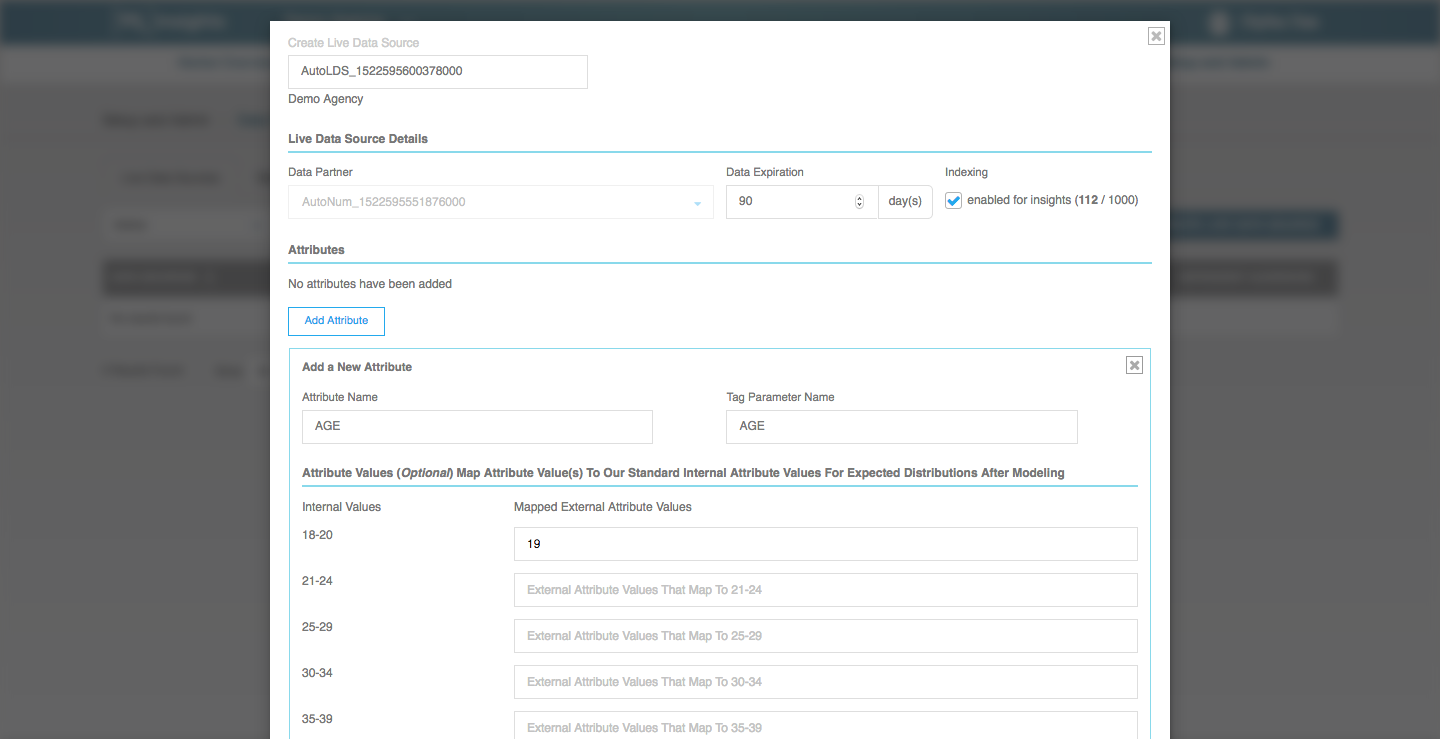 Create Live Data Source
AutoLDS_1522595600378000
Demo Agency
Live Data Source Details
Data Partner
Data Expiration
Indexing
AutoNum_1522595551876000
90
day(s)
enabled for insights (112 / 1000)
Attributes
No attributes have been added
Add Attribute
Add a New Attribute
Attribute Name
Tag Parameter Name
AGE
AGE
Attribute Values (Optional) Map Attribute Value(s) To Our Standard Internal Attribute Values For Expected Distributions After Modeling
Internal Values
Mapped External Attribute Values
18-20
19
21-24
External Attribute Values That Map To 21-24
25-29
External Attribute Values That Map To 25-29
30-34
External Attribute Values That Map To 30-34
35-39
External Attribute Values That Map To 35-39